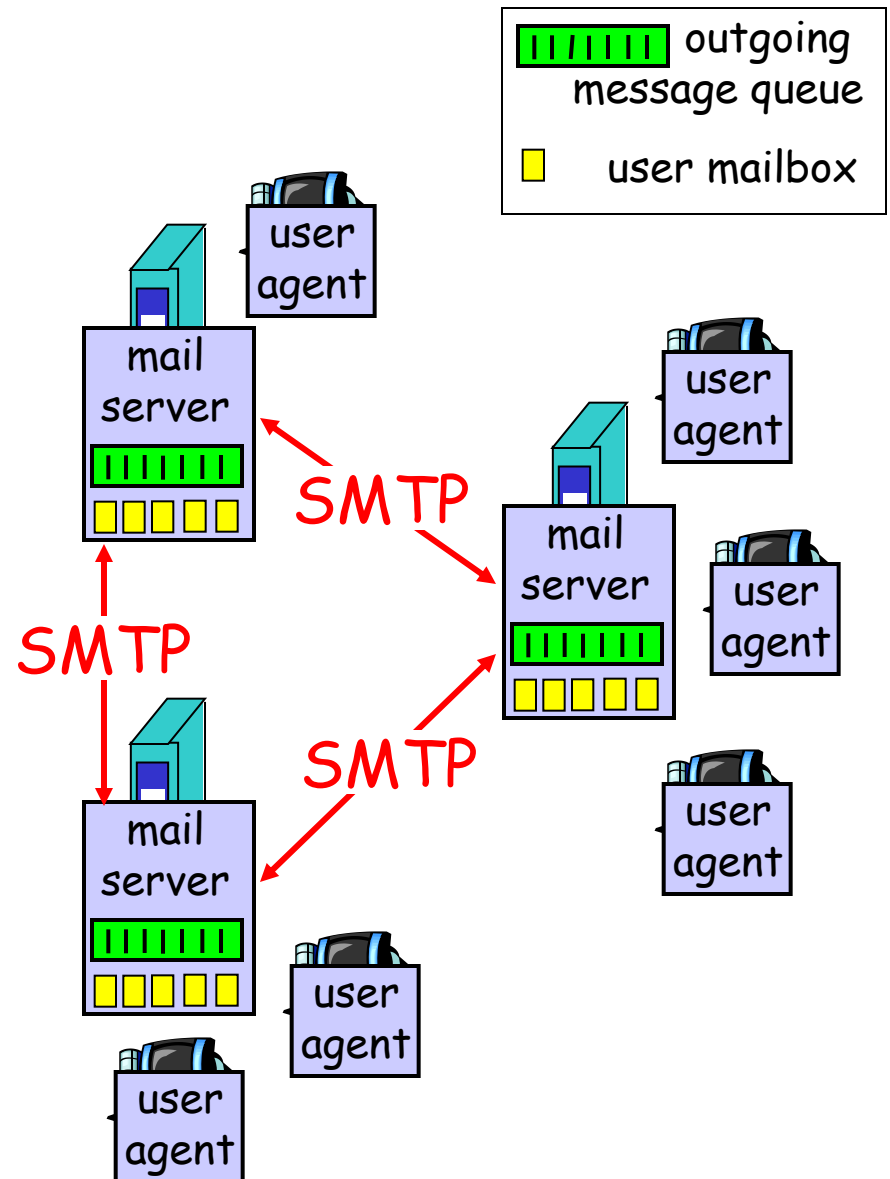 outgoing
message queue
user mailbox
user
agent
mail
server
user
agent
SMTP
mail
server
user
agent
SMTP
SMTP
user
agent
mail
server
user
agent
user
agent